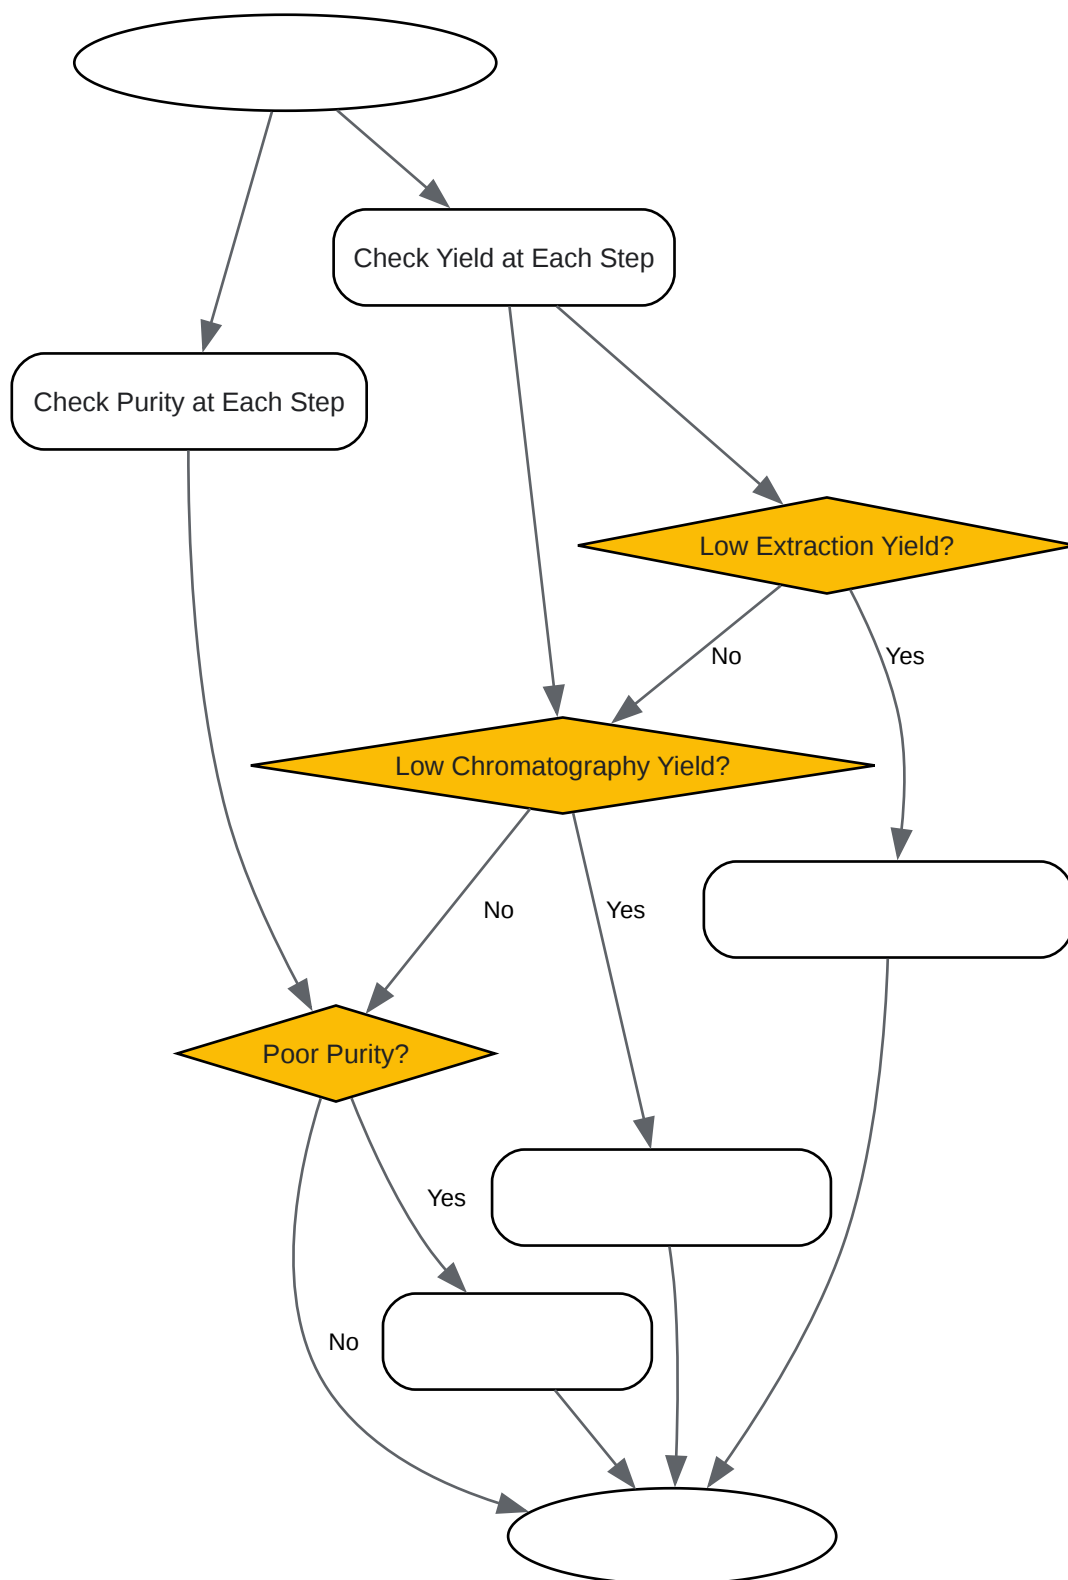 Check Yield at Each Step
Check Purity at Each Step
Low Extraction Yield?
No
Yes
Low Chromatography Yield?
No
Yes
Poor Purity?
Yes
No